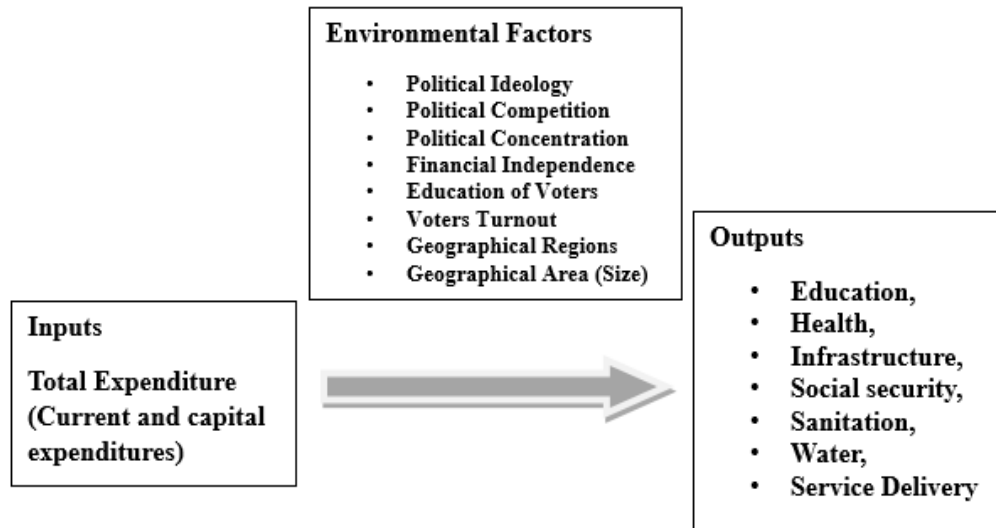 Environmental Factors
• Political Ideology
• Political Competition
• Political Concentration
• Financial Independence
• Education of Voters
• Voters Turnout
• Geographical Regions
• Geographical Area (Size)
Inputs
Total Expenditure
(Current and capital
expenditures)
Outputs
• Education,
• Health,
• Infrastructure,
• Social security,
• Sanitation,
• Water,
• Service Delivery